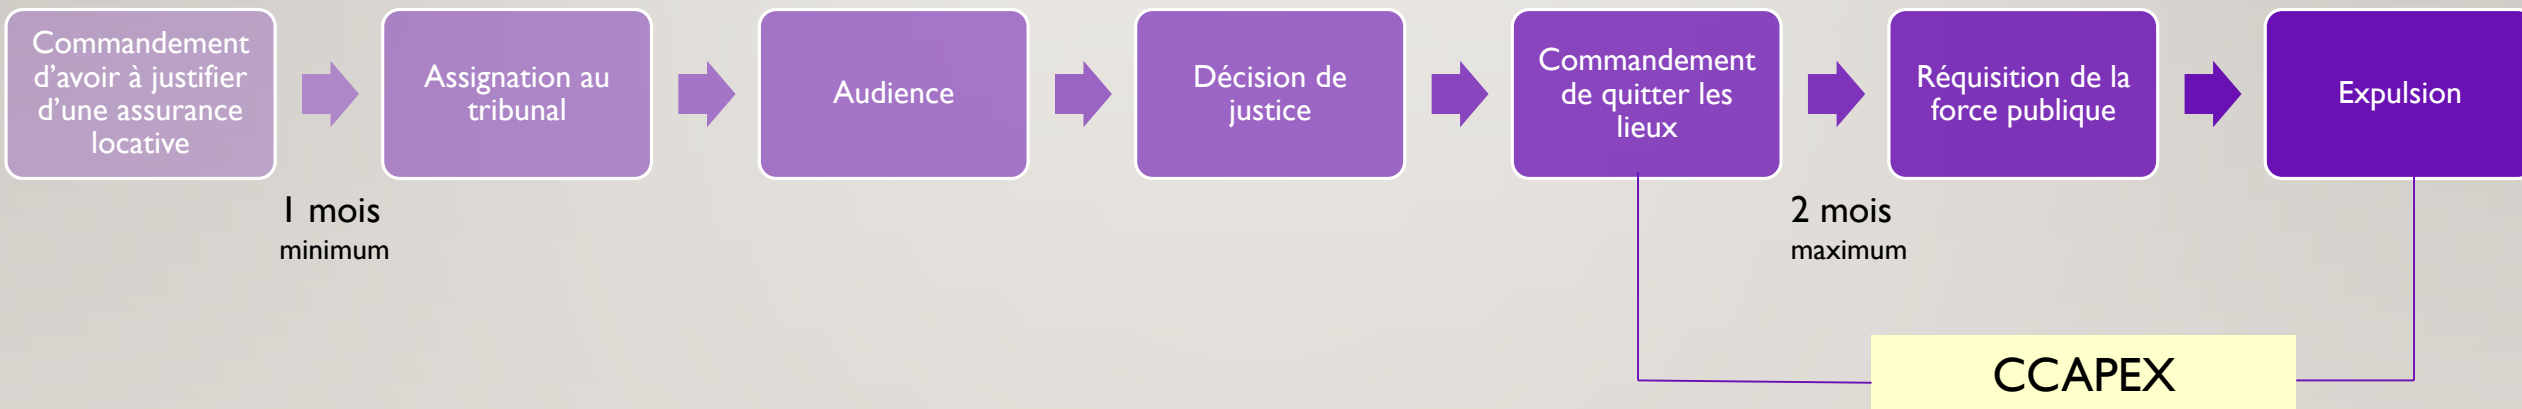 Commandement
d’avoir à justifier
d’une assurance
locative
Assignation au
tribunal
Audience
Décision de
justice
Commandement
de quitter les
lieux
Réquisition de la
force publique
Expulsion
1 mois
minimum
2 mois
maximum
CCAPEX